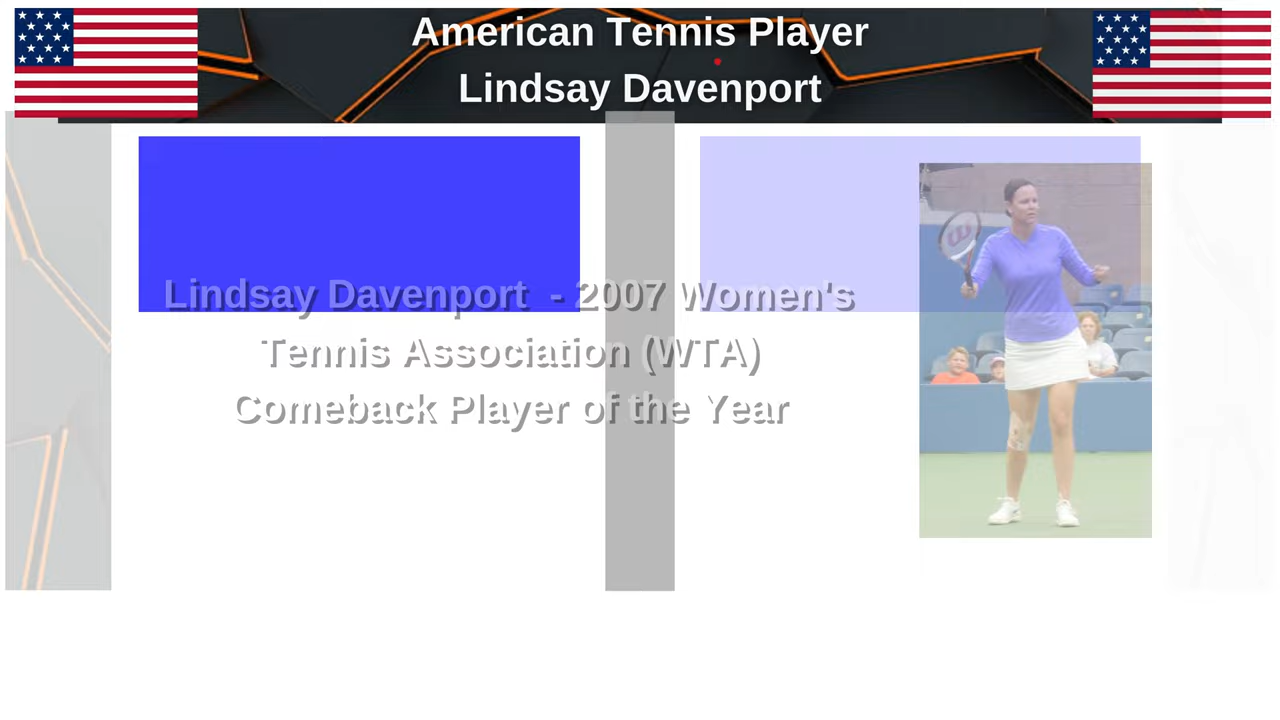 American Tennis Player
Lindsay Davenport
Lindsay Davenport - 2007 Women's
Tennis Association (WTA)
Comeback Player of the Year